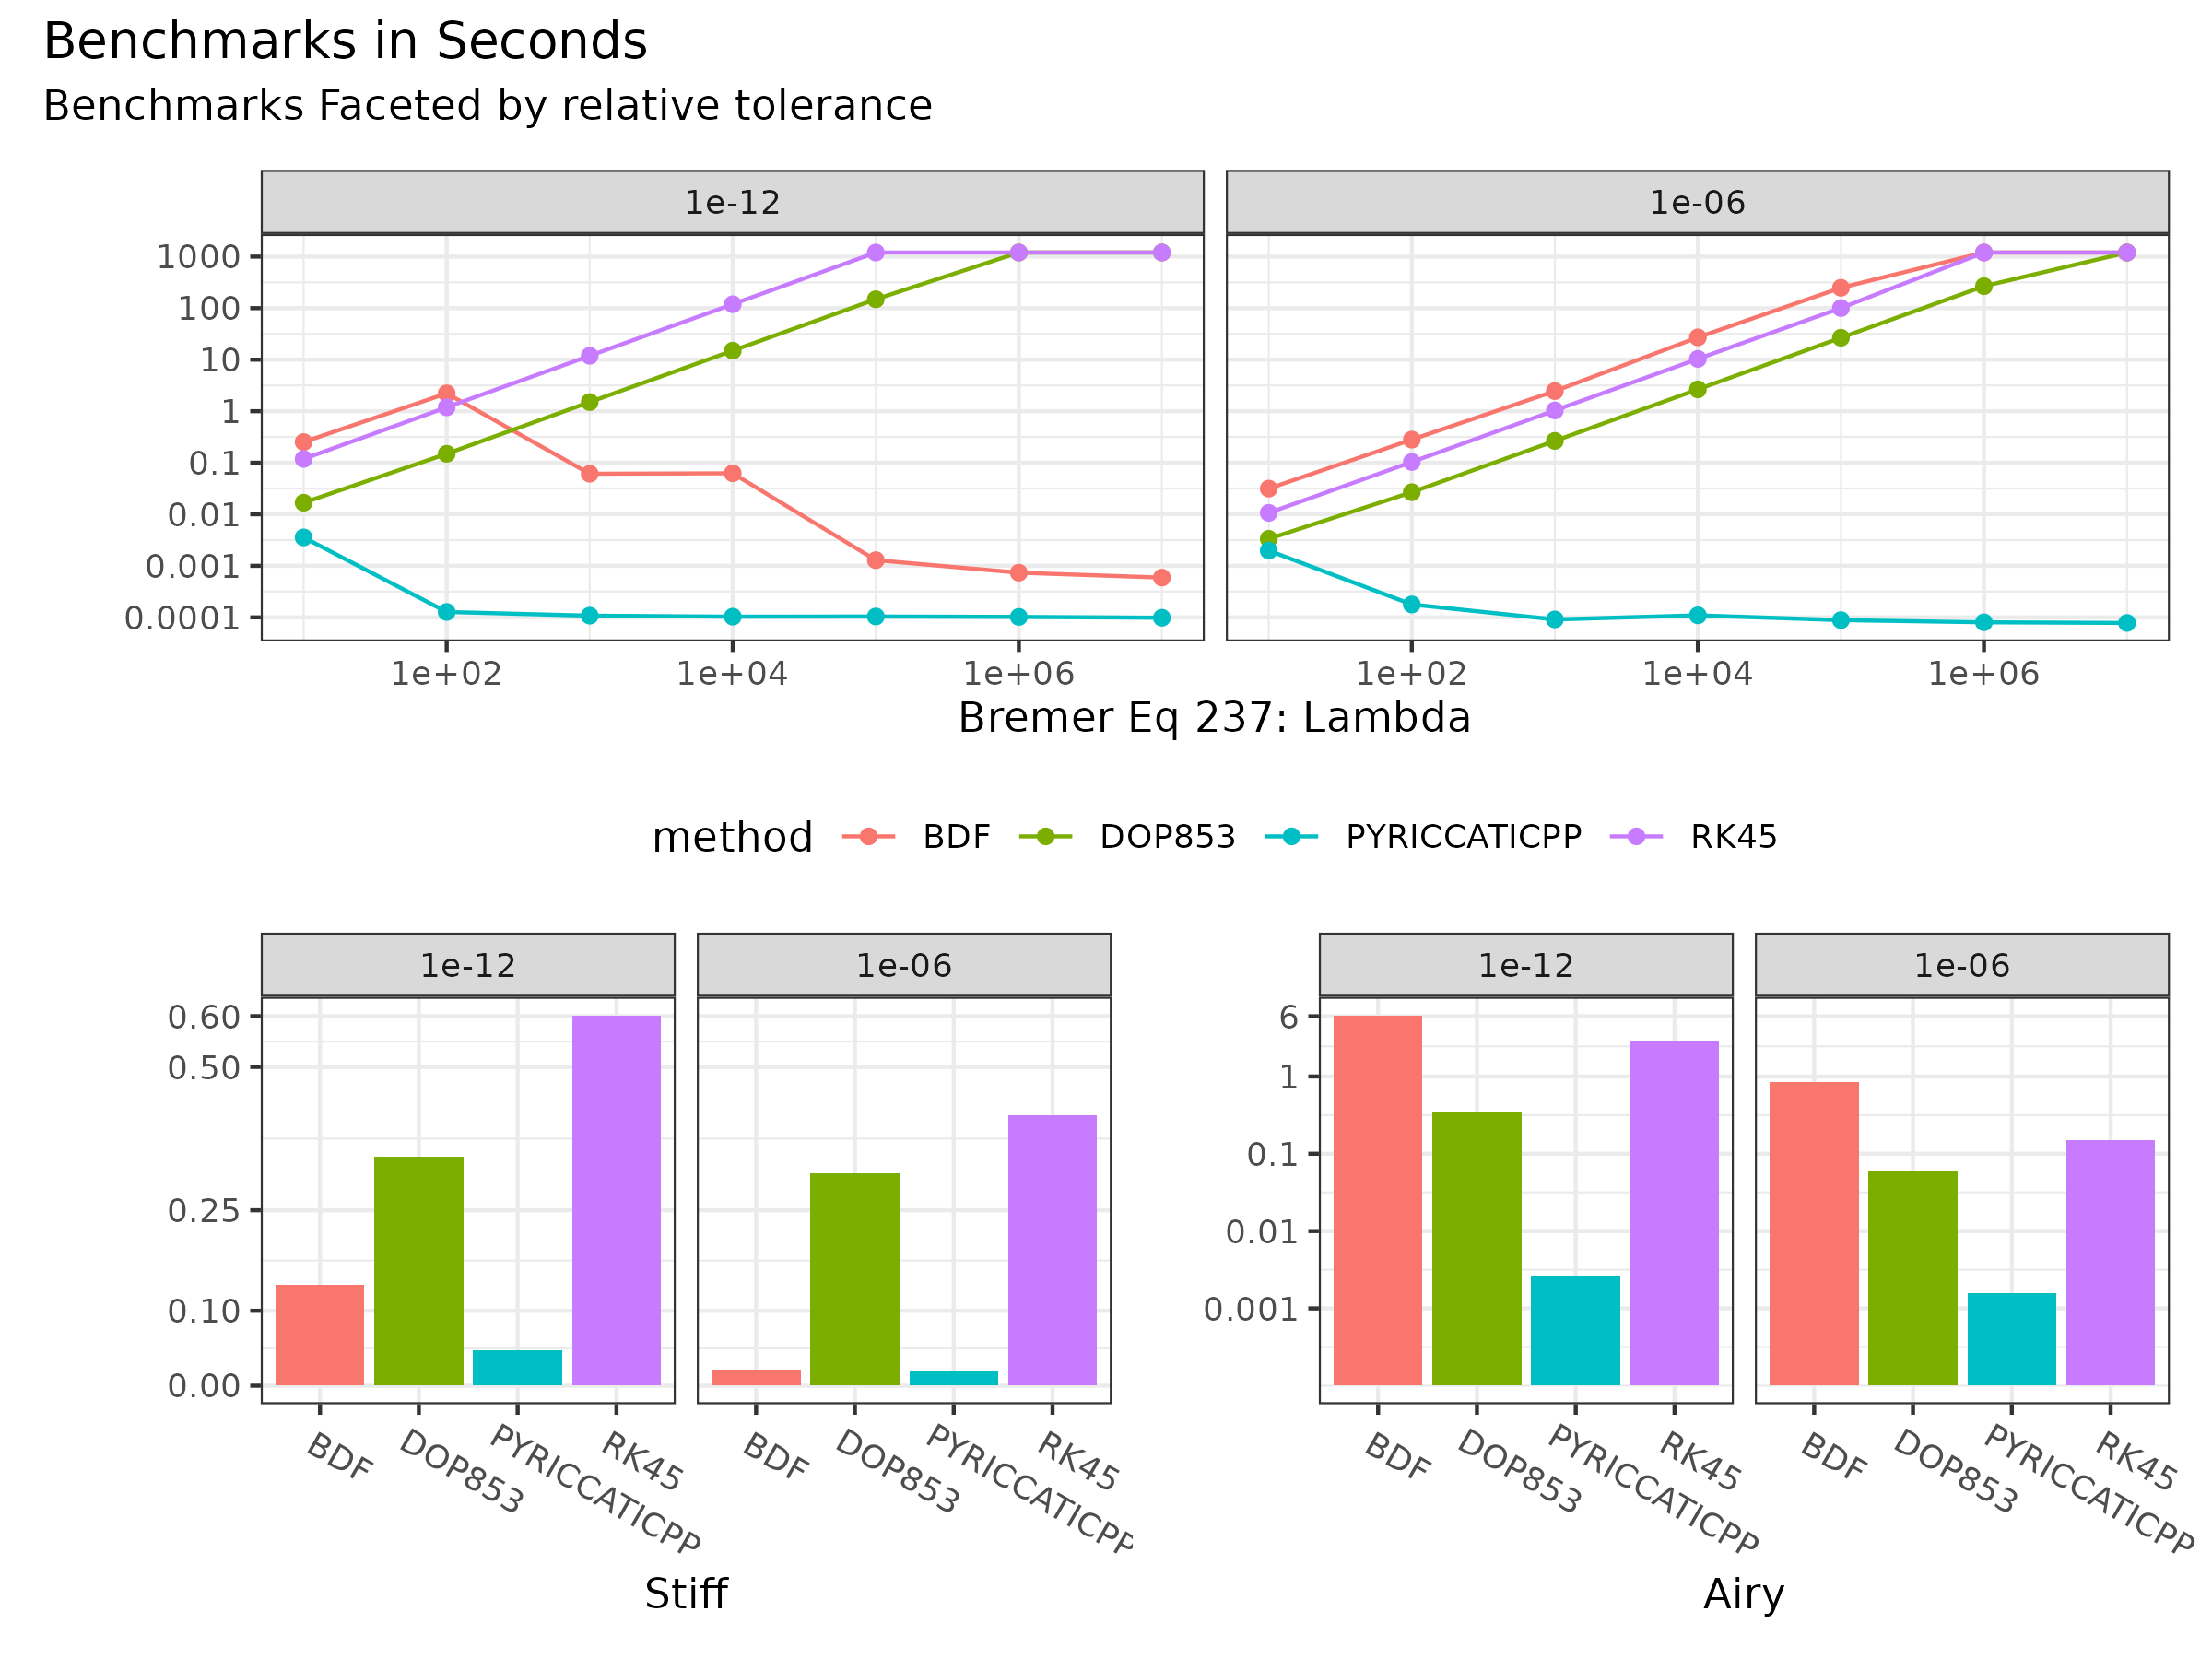 Benchmarks in Seconds
Benchmarks Faceted by relative tolerance
1e-12 1e-06
1000
100
10
1
0.1
0.01
0.001
0.0001
1e+02 1e+04 1e+06 1e+02 1e+04 1e+06
Bremer Eq 237: Lambda
method BDF DOP853 PYRICCATICPP RK45
1e-12 1e-06
0.60
0.50
0.25
0.10
0.00
BDF DOP853 PYRICCATICPP RK45 BDF DOP853 PYRICCATICPP RK45
Stiff
1e-12 1e-06
6
1
0.1
0.01
0.001
BDF DOP853 PYRICCATICPP RK45 BDF DOP853 PYRICCATICPP RK45
Airy